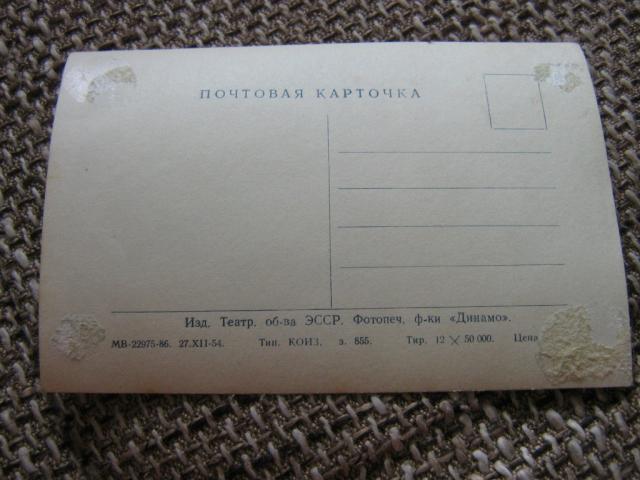 ПОЧТОВАЯ КАРТОЧКА
Изд. Театр. об-ва ЭССР. Фотопеч. ф-ки «Динамо».
МВ-22975-86. 27.XII-54. Тип. КОИЗ. з. 855. Тир. 12 × 50 000. Цена